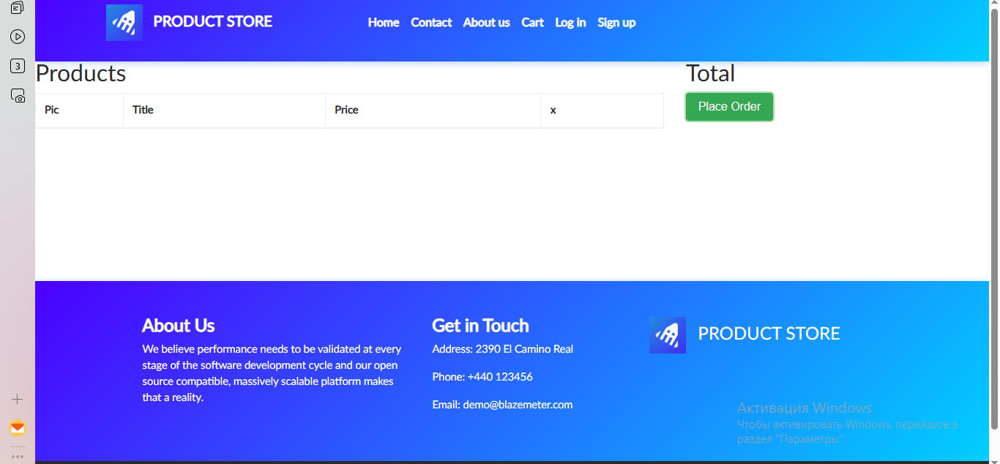 3
PRODUCT STORE
Home Contact About us Cart Log in Sign up
Products
Total
Pic Title Price x
Place Order
About Us
We believe performance needs to be validated at every
stage of the software development cycle and our open
source compatible, massively scalable platform makes
that a reality.
Get in Touch
Address: 2390 El Camino Real
Phone: +440 123456
Email: demo@blazemeter.com
PRODUCT STORE
Активация Windows
Чтобы активировать Windows, перейдите в
раздел "Параметры".